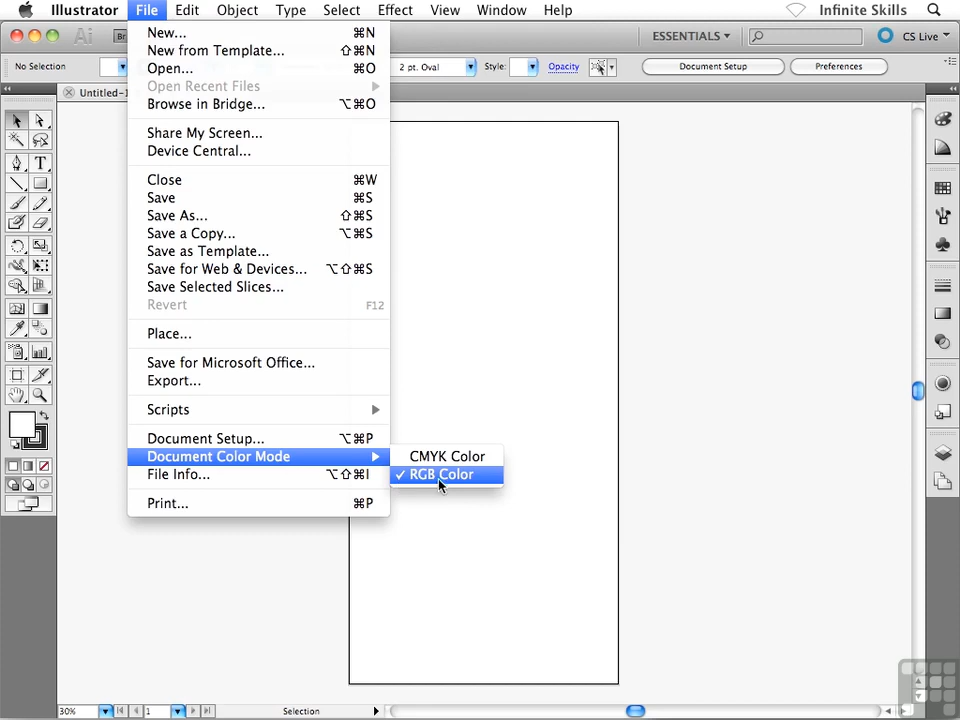 Illustrator File Edit Object Type Select Effect View Window Help Infinite Skills
Ai Br ESSENTIALS CS Live
No Selection 2 pt. Oval Style: Opacity Document Setup Preferences
Untitled-1
New... ⌘N
New from Template... ⇧⌘N
Open... ⌘O
Open Recent Files
Browse in Bridge... ⌥⌘O
Share My Screen...
Device Central...
Close ⌘W
Save ⌘S
Save As... ⇧⌘S
Save a Copy... ⌥⌘S
Save as Template...
Save for Web & Devices... ⌥⇧⌘S
Save Selected Slices...
Revert F12
Place...
Save for Microsoft Office...
Export...
Scripts
Document Setup... ⌥⌘P
Document Color Mode
CMYK Color
✓ RGB Color
File Info... ⌥⇧⌘I
Print... ⌘P
30% 1 Selection